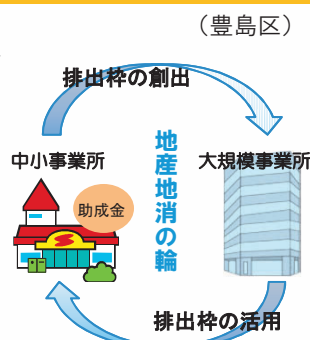 （豊島区）
排出枠の創出
中小事業所
地産地消の輪
大規模事業所
助成金
S
排出枠の活用